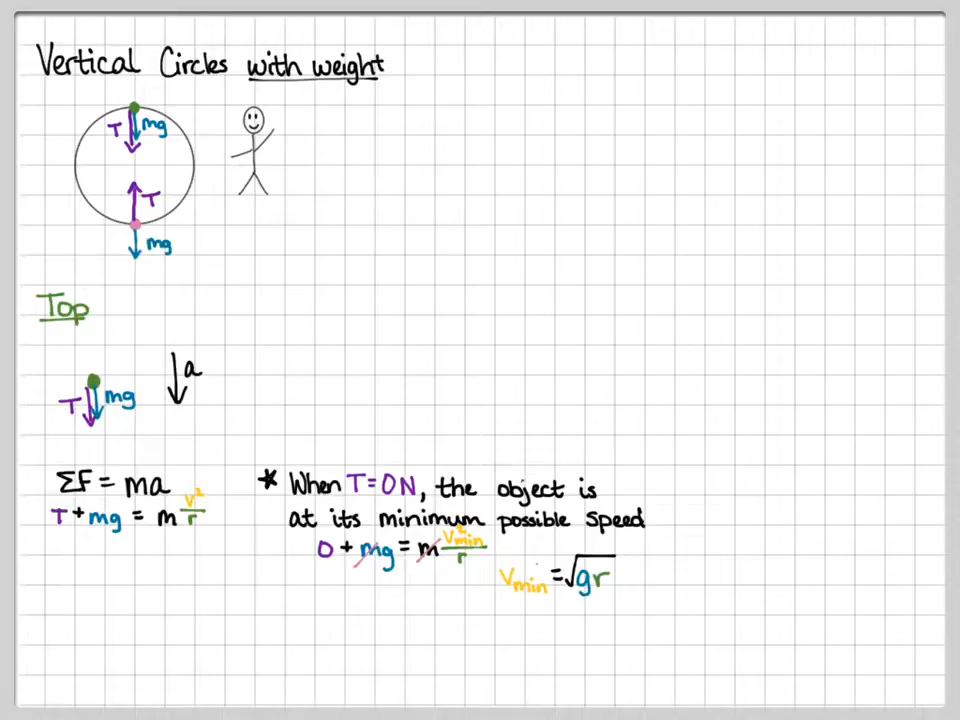 Vertical Circles with weight
T mg
T
mg
Top
a
T mg
ΣF = ma
T + mg = m v²/r
* When T=0N, the object is
at its minimum possible speed
0 + mg = m v²min/r
vmin = √gr